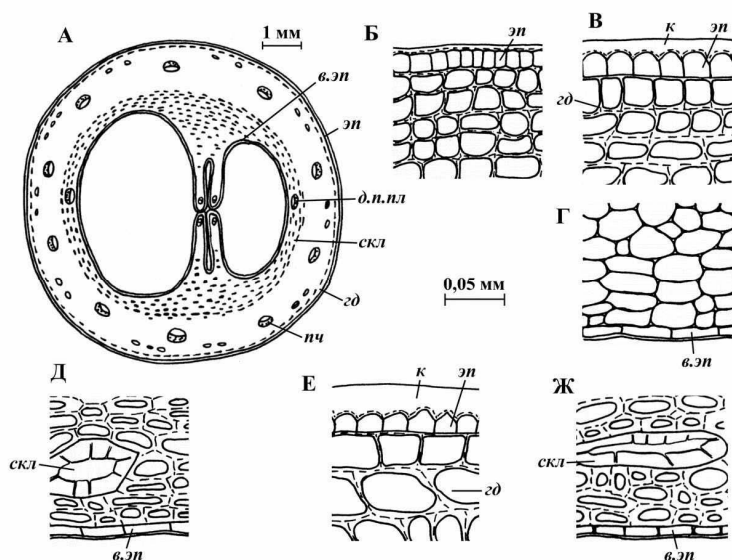 А
1 мм
Б
эп
В
к
эп
в.эп
эп
гд
д.п.пл
скл
гд
пч
0,05 мм
Г
в.эп
Д
скл
в.эп
Е
к
эп
гд
Ж
скл
в.эп